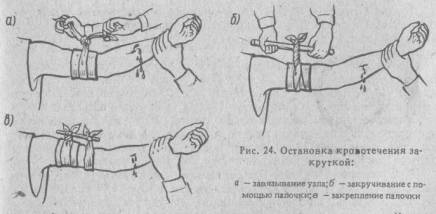 а)
б)
в)
Рис. 24. Остановка кровотечения за-
круткой:
а — завязывание узла; б — закручивание с по-
мощью палочки; в — закрепление палочки